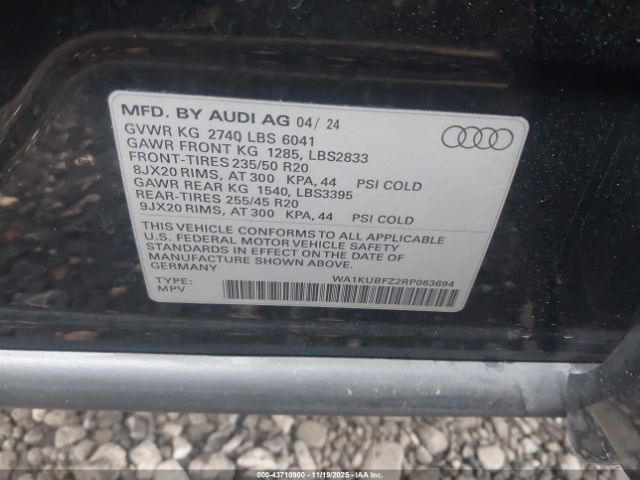 MFD. BY AUDI AG 04/ 24
GVWR KG 2740 LBS 6041
GAWR FRONT KG 1285, LBS2833
FRONT-TIRES 235/50 R20
8JX20 RIMS, AT 300 KPA, 44 PSI COLD
GAWR REAR KG 1540, LBS3395
REAR-TIRES 255/45 R20
9JX20 RIMS, AT 300 KPA, 44 PSI COLD
THIS VEHICLE CONFORMS TO ALL APPLICABLE
U.S. FEDERAL MOTOR VEHICLE SAFETY
STANDARDS IN EFFECT ON THE DATE OF
MANUFACTURE SHOWN ABOVE.
GERMANY
WA1KUBFZ2RP063694
TYPE:
MPV
000-43710900 - 11/19/2025 - IAAI.COM